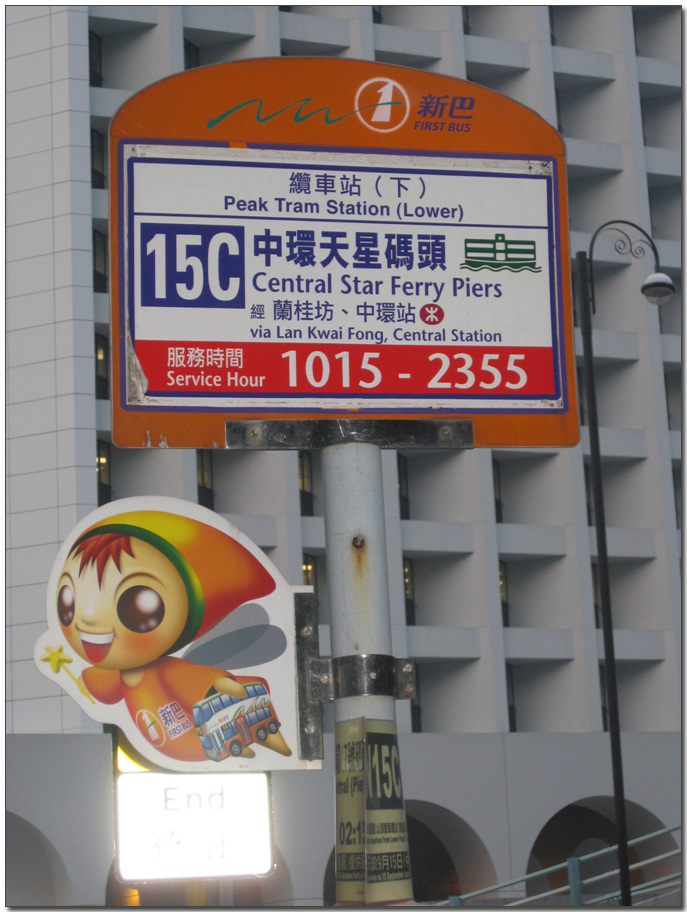 新巴
FIRST BUS
纜車站（下）
Peak Tram Station (Lower)
15C
中環天星碼頭
Central Star Ferry Piers
經 蘭桂坊、中環站
via Lan Kwai Fong, Central Station
服務時間
Service Hour
1015 - 2355
新巴
FIRST BUS
End
15C